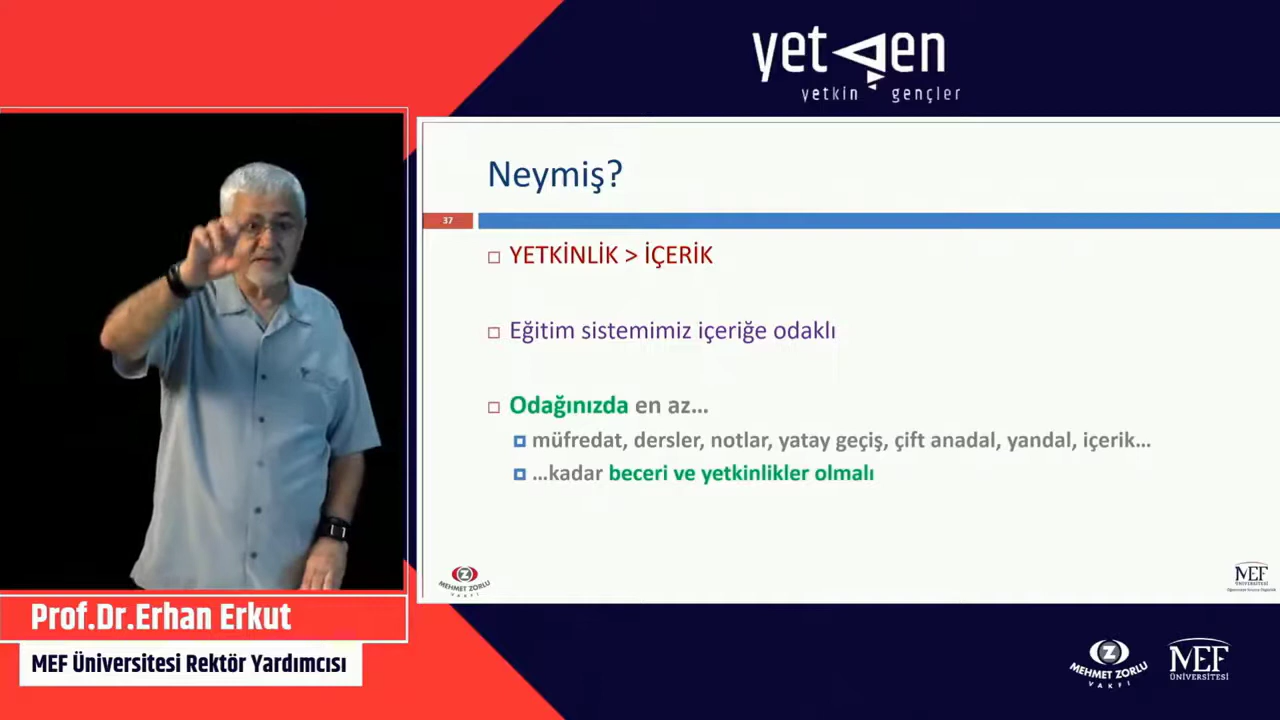 yet gen
yetkin gençler
Neymiş?
37
YETKİNLİK > İÇERİK
Eğitim sistemimiz içeriğe odaklı
Odağınızda en az…
müfredat, dersler, notlar, yatay geçiş, çift anadal, yandal, içerik…
…kadar beceri ve yetkinlikler olmalı
MEHMET ZORLU
VAKFI
MEF
ÜNİVERSİTESİ
Prof.Dr.Erhan Erkut
MEF Üniversitesi Rektör Yardımcısı
MEHMET ZORLU
VAKFI
MEF
ÜNİVERSİTESİ